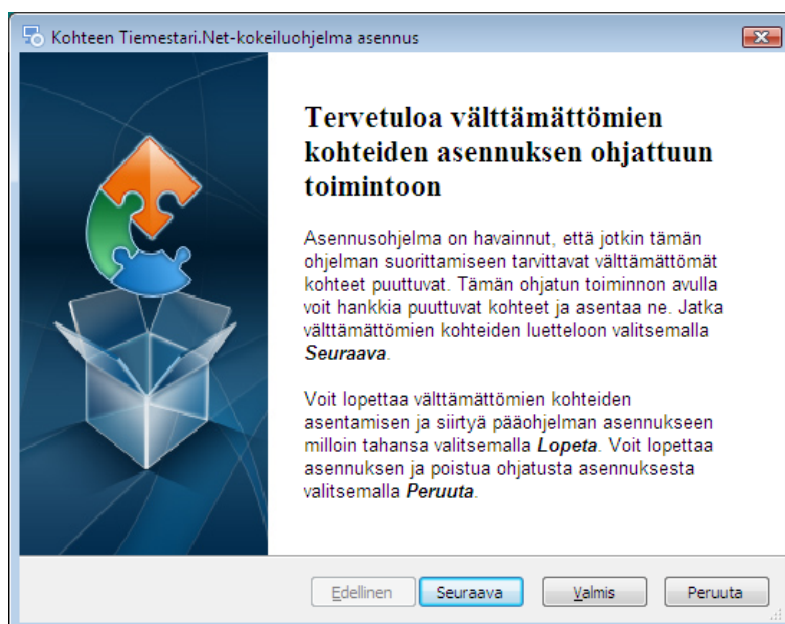 Kohteen Tiemestari.Net-kokeiluohjelma asennus
Tervetuloa välttämättömien
kohteiden asennuksen ohjattuun
toimintoon
Asennusohjelma on havainnut, että jotkin tämän
ohjelman suorittamiseen tarvittavat välttämättömät
kohteet puuttuvat. Tämän ohjatun toiminnon avulla
voit hankkia puuttuvat kohteet ja asentaa ne. Jatka
välttämättömien kohteiden luetteloon valitsemalla
Seuraava.
Voit lopettaa välttämättömien kohteiden
asentamisen ja siirtyä pääohjelman asennukseen
milloin tahansa valitsemalla Lopeta. Voit lopettaa
asennuksen ja poistua ohjatusta asennuksesta
valitsemalla Peruuta.
Edellinen Seuraava Valmis Peruuta